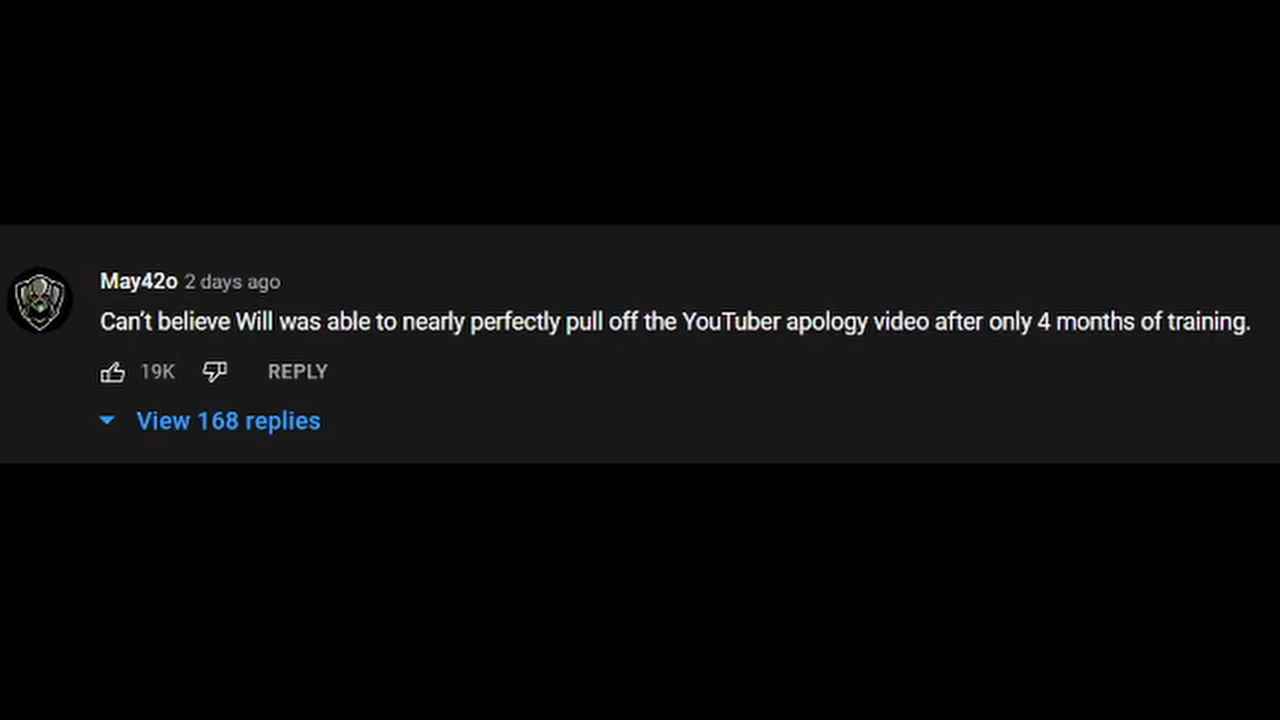 May42o 2 days ago
Can't believe Will was able to nearly perfectly pull off the YouTuber apology video after only 4 months of training.
19K REPLY
View 168 replies